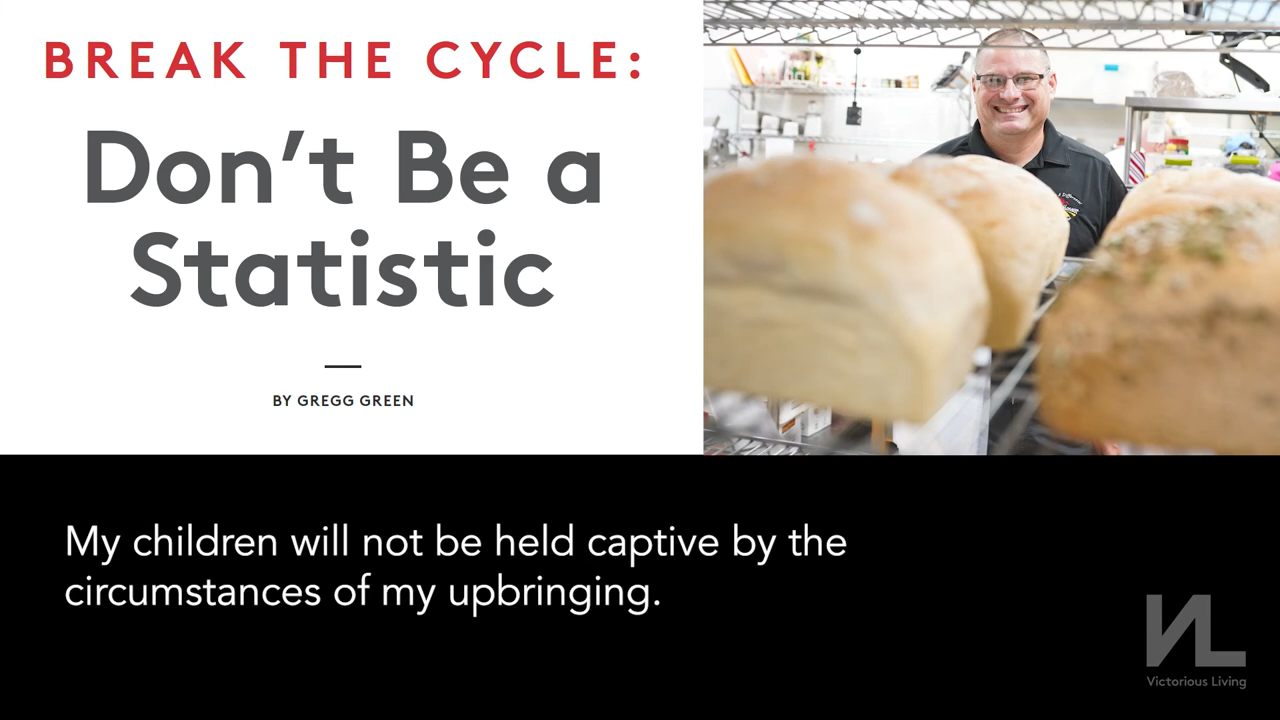 BREAK THE CYCLE:
Don’t Be a
Statistic
BY GREGG GREEN
My children will not be held captive by the
circumstances of my upbringing.
VL
Victorious Living